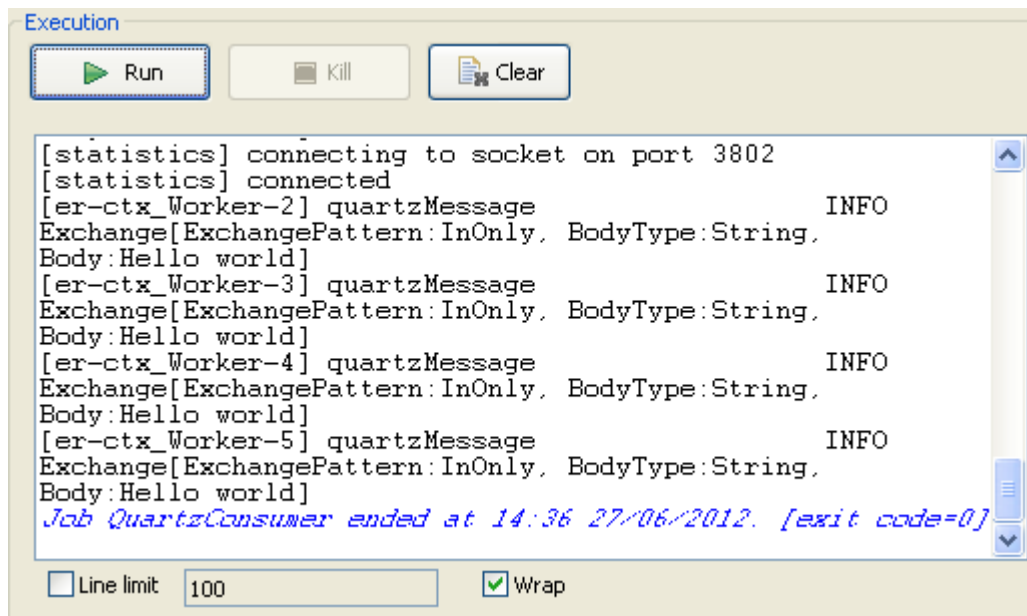 Execution
Run Kill Clear
[statistics] connecting to socket on port 3802
[statistics] connected
[er-ctx_Worker-2] quartzMessage INFO
Exchange[ExchangePattern:InOnly, BodyType:String,
Body:Hello world]
[er-ctx_Worker-3] quartzMessage INFO
Exchange[ExchangePattern:InOnly, BodyType:String,
Body:Hello world]
[er-ctx_Worker-4] quartzMessage INFO
Exchange[ExchangePattern:InOnly, BodyType:String,
Body:Hello world]
[er-ctx_Worker-5] quartzMessage INFO
Exchange[ExchangePattern:InOnly, BodyType:String,
Body:Hello world]
Job QuartzConsumer ended at 14:36 27/06/2012. [exit code=0]
Line limit 100 Wrap